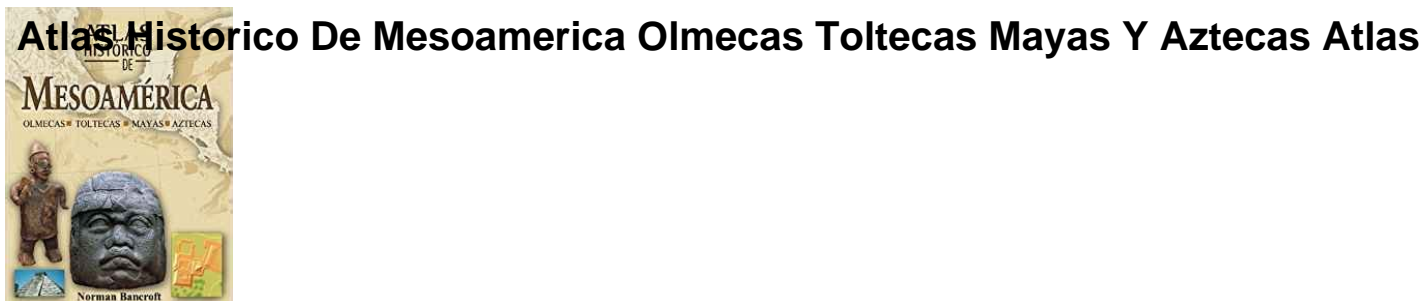 Atlas Historico De Mesoamerica Olmecas Toltecas Mayas Y Aztecas Atlas
ATLAS
HISTÓRICO
DE
MESOAMÉRICA
OLMECAS ■ TOLTECAS ■ MAYAS ■ AZTECAS
Norman Bancroft